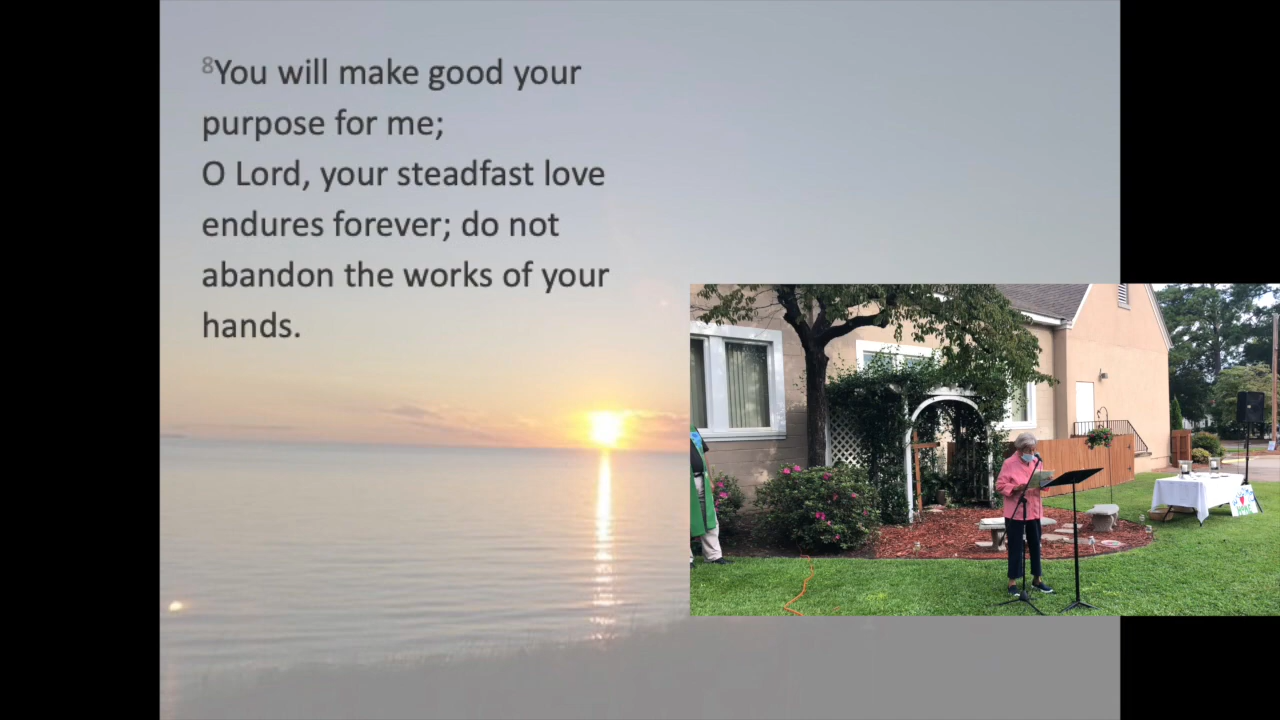 8You will make good your
purpose for me;
O Lord, your steadfast love
endures forever; do not
abandon the works of your
hands.